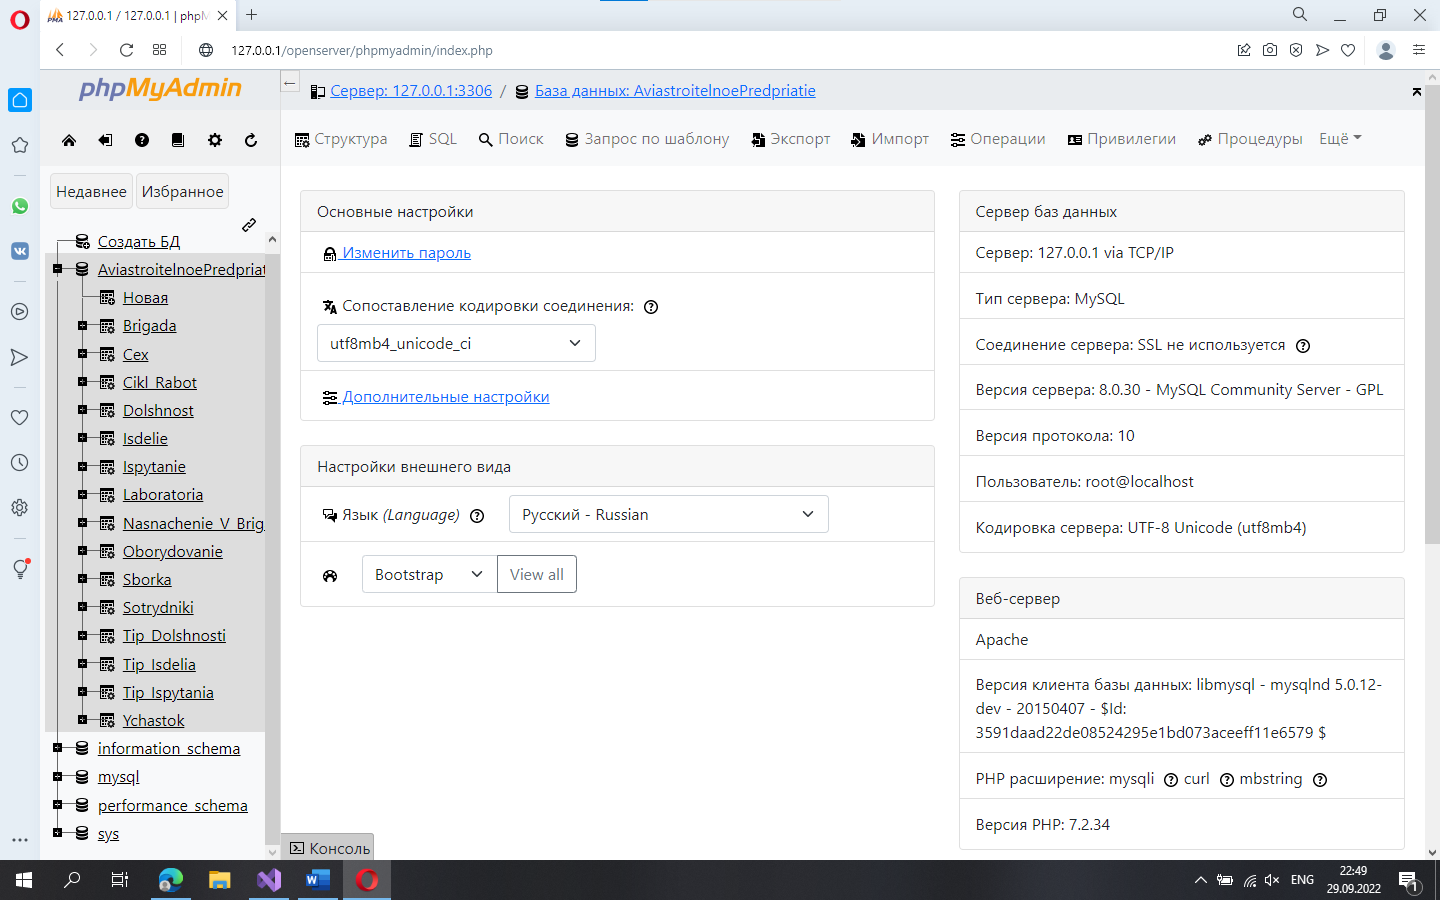 127.0.0.1 / 127.0.0.1 | phpM
127.0.0.1/openserver/phpmyadmin/index.php
phpMyAdmin
Недавнее
Избранное
Создать БД
AviastroitelnoePredpriat
Новая
Brigada
Cex
Cikl_Rabot
Dolshnost
Isdelie
Ispytanie
Laboratoria
Nasnachenie_V_Brig
Oborydovanie
Sborka
Sotrydniki
Tip_Dolshnosti
Tip_Isdelia
Tip_Ispytania
Ychastok
information_schema
mysql
performance_schema
sys
Сервер: 127.0.0.1:3306 / База данных: AviastroitelnoePredpriatie
Структура SQL Поиск Запрос по шаблону Экспорт Импорт Операции Привилегии Процедуры Ещё
Основные настройки
Изменить пароль
Сопоставление кодировки соединения:
utf8mb4_unicode_ci
Дополнительные настройки
Настройки внешнего вида
Язык (Language) Русский - Russian
Bootstrap View all
Сервер баз данных
Сервер: 127.0.0.1 via TCP/IP
Тип сервера: MySQL
Соединение сервера: SSL не используется
Версия сервера: 8.0.30 - MySQL Community Server - GPL
Версия протокола: 10
Пользователь: root@localhost
Кодировка сервера: UTF-8 Unicode (utf8mb4)
Веб-сервер
Apache
Версия клиента базы данных: libmysql - mysqlnd 5.0.12-
dev - 20150407 - $Id:
3591daad22de08524295e1bd073aceeff11e6579 $
PHP расширение: mysqli curl mbstring
Версия PHP: 7.2.34
Консоль
ENG
22:49
29.09.2022
1